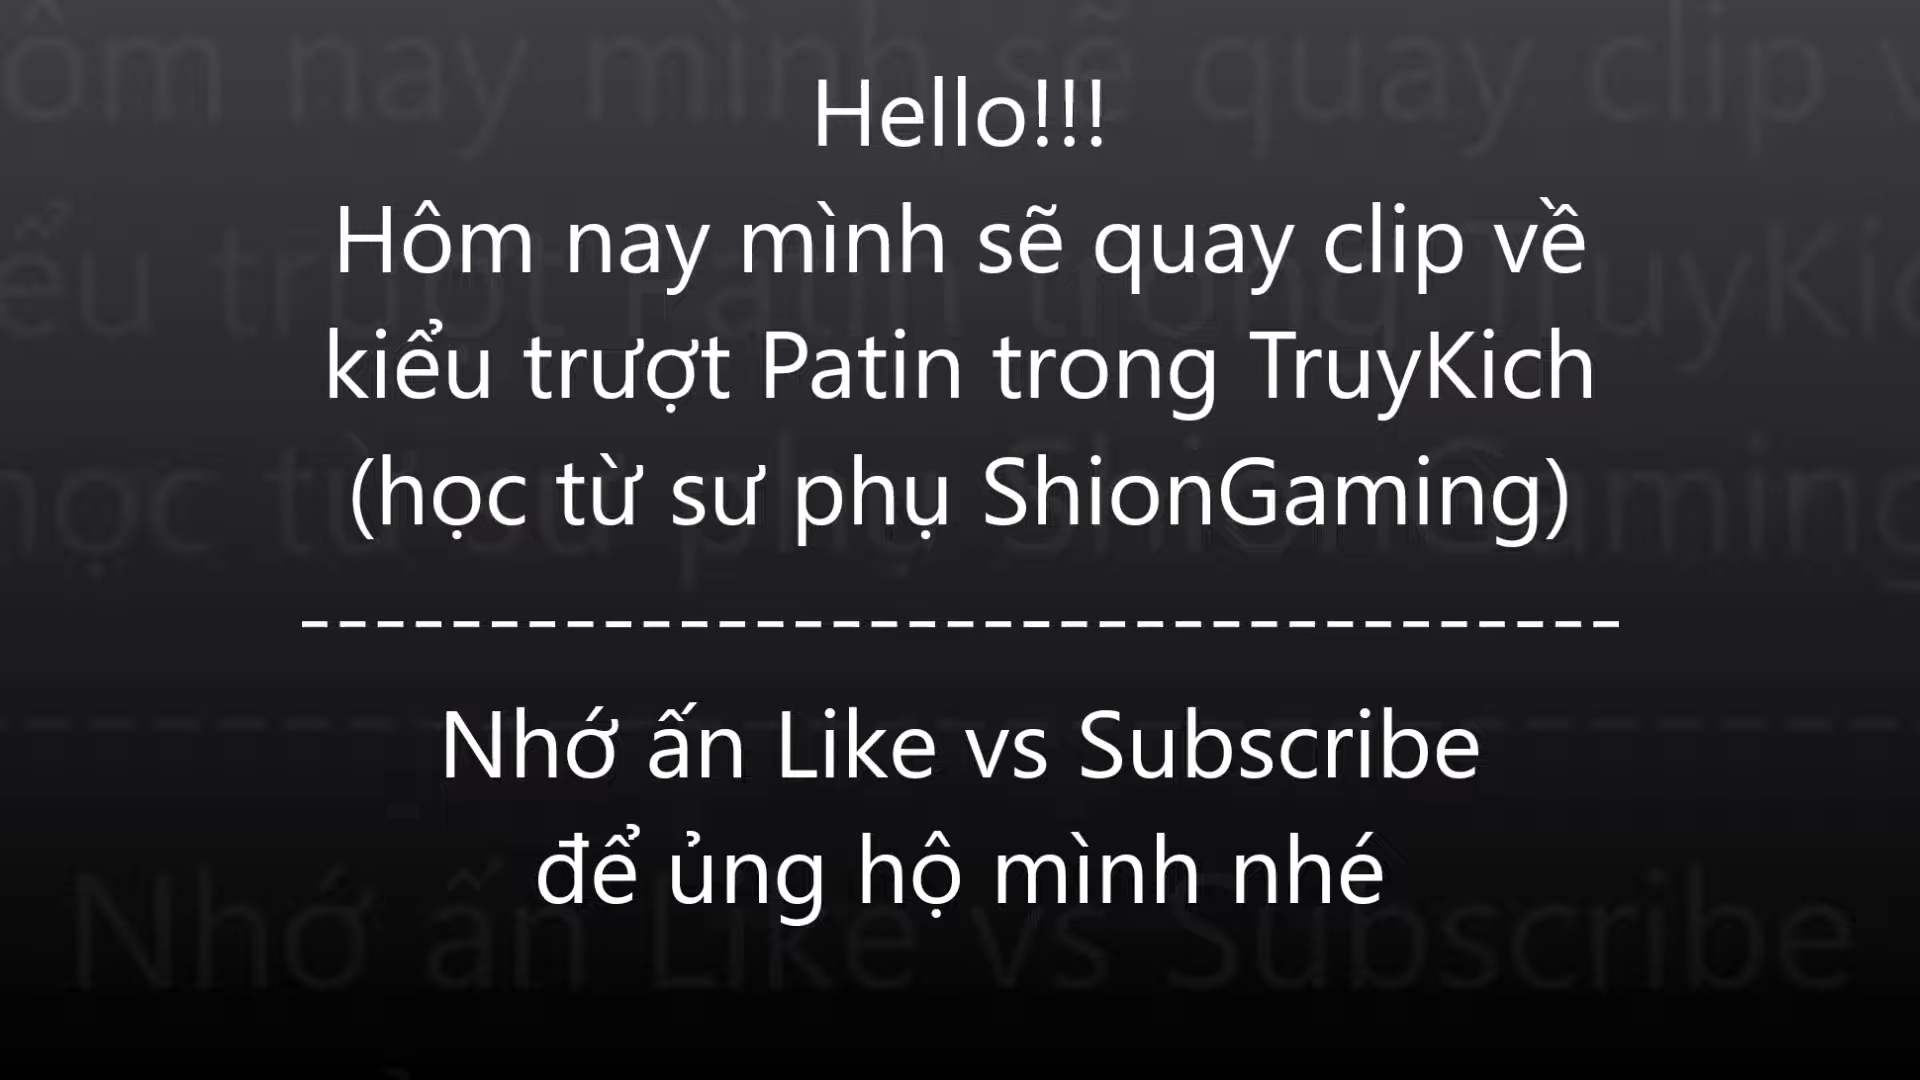 Hello!!!
Hôm nay mình sẽ quay clip về
kiểu trượt Patin trong TruyKich
(học từ sư phụ ShionGaming)
-----------------------------------
Nhớ ấn Like vs Subscribe
để ủng hộ mình nhé